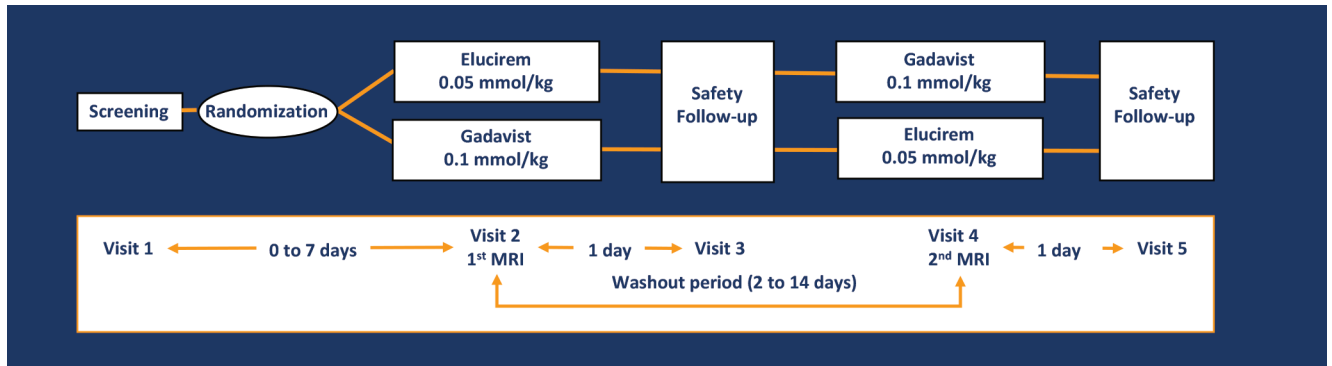 Screening
Randomization
Elucirem
0.05 mmol/kg
Gadavist
0.1 mmol/kg
Safety
Follow-up
Gadavist
0.1 mmol/kg
Elucirem
0.05 mmol/kg
Safety
Follow-up
Visit 1
0 to 7 days
Visit 2
1st MRI
1 day
Visit 3
Washout period (2 to 14 days)
Visit 4
2nd MRI
1 day
Visit 5